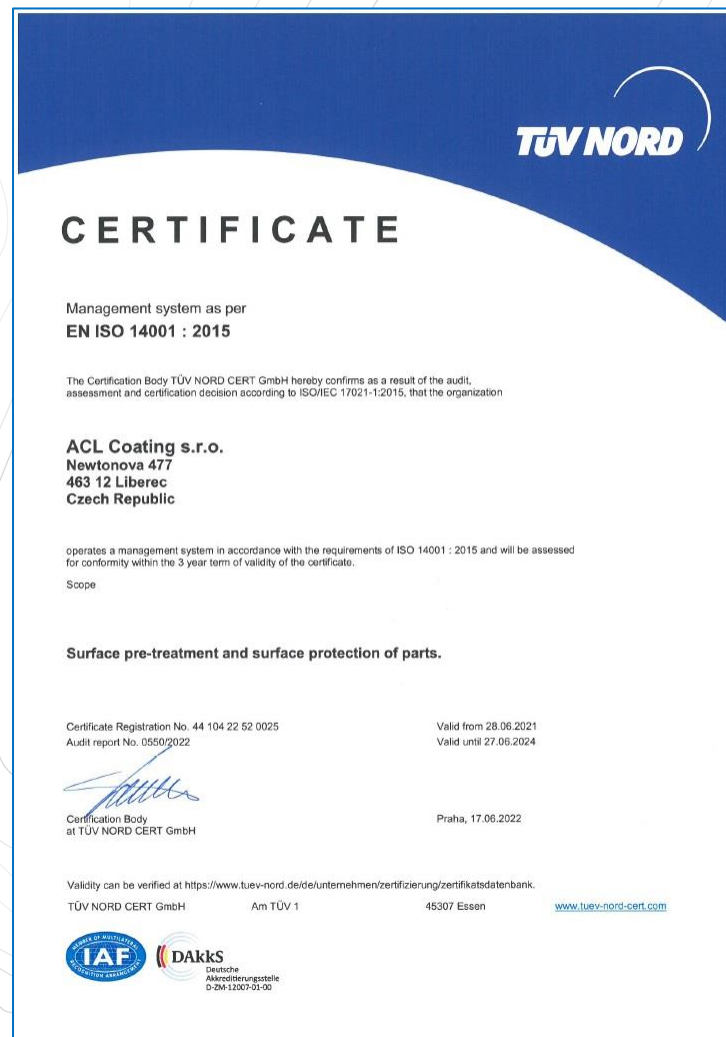 TÜV NORD
CERTIFICATE
Management system as per
EN ISO 14001 : 2015
The Certification Body TÜV NORD CERT GmbH hereby confirms as a result of the audit,
assessment and certification decision according to ISO/IEC 17021-1:2015, that the organization
ACL Coating s.r.o.
Newtonova 477
463 12 Liberec
Czech Republic
operates a management system in accordance with the requirements of ISO 14001 : 2015 and will be assessed
for conformity within the 3 year term of validity of the certificate.
Scope
Surface pre-treatment and surface protection of parts.
Certificate Registration No. 44 104 22 52 0025 Valid from 28.06.2021
Audit report No. 0550/2022 Valid until 27.06.2024
Certification Body Praha, 17.06.2022
at TÜV NORD CERT GmbH
Validity can be verified at https://www.tuev-nord.de/de/unternehmen/zertifizierung/zertifikatsdatenbank.
TÜV NORD CERT GmbH Am TÜV 1 45307 Essen www.tuev-nord-cert.com
MEMBER OF MULTILATERAL
IAF
RECOGNITION ARRANGEMENT
DAkkS
Deutsche
Akkreditierungsstelle
D-ZM-12007-01-00